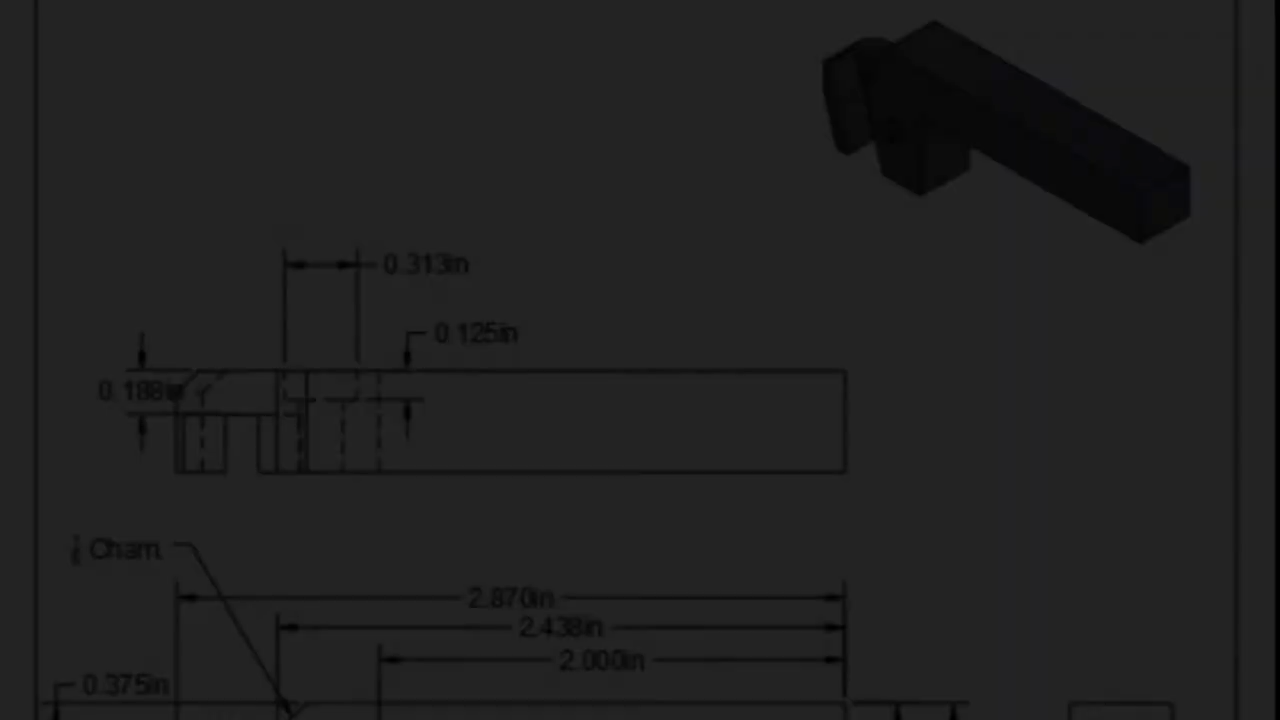 0.313in
0.125in
0.188in
Cham.
2.870in
2.438in
2.000in
0.375in